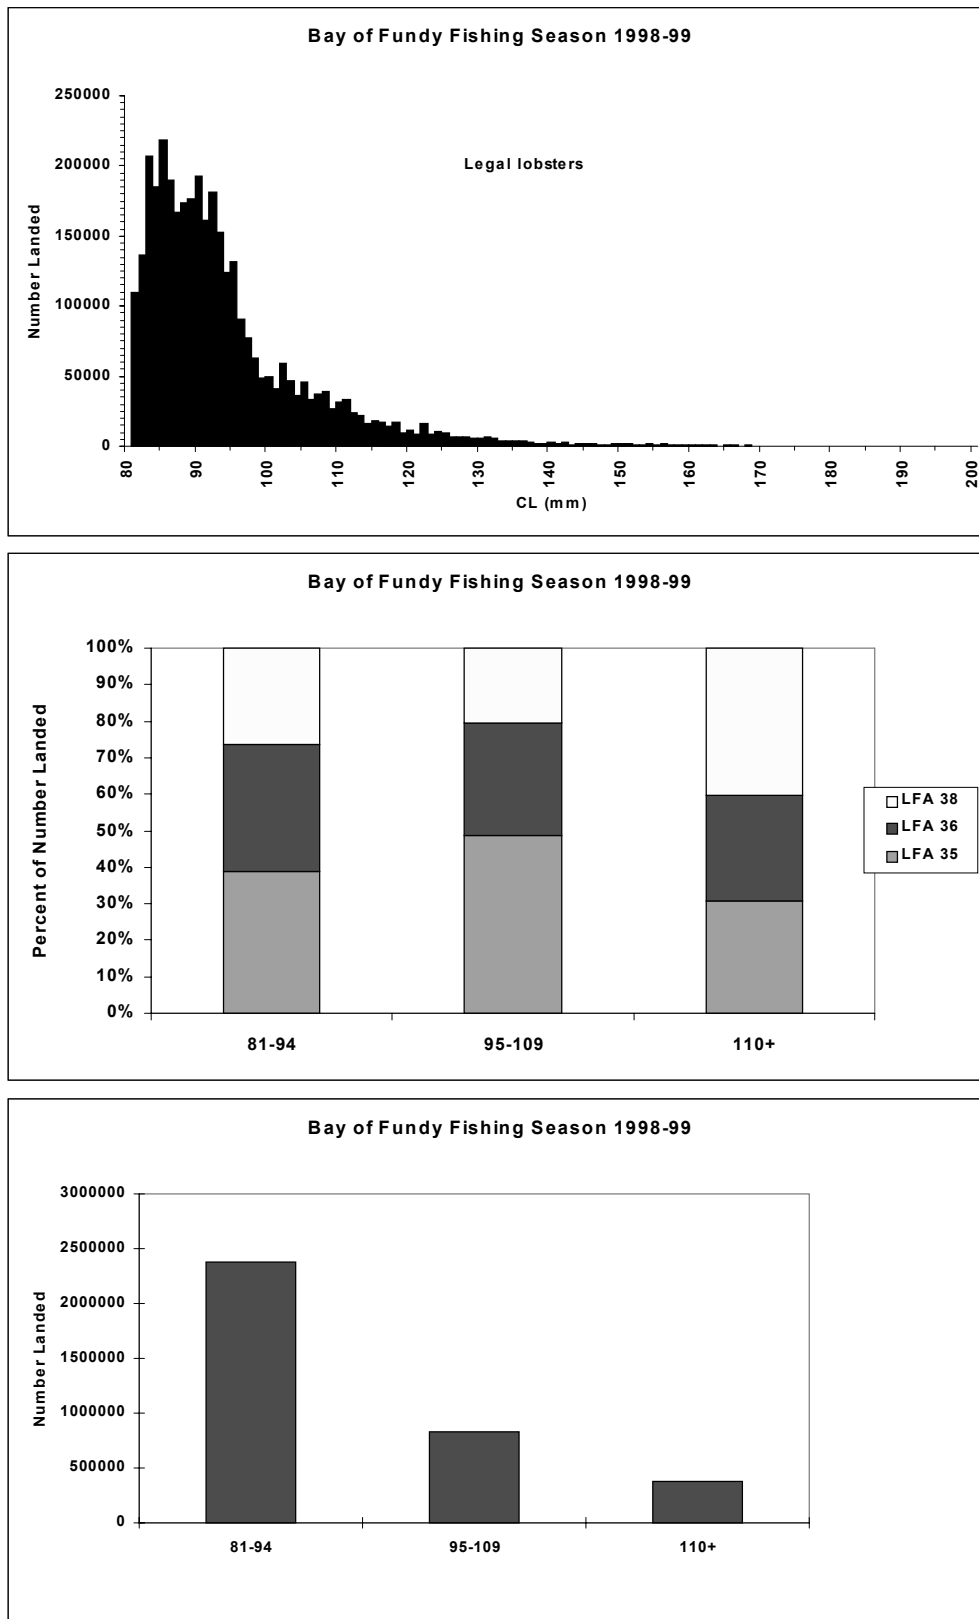 Bay of Fundy Fishing Season 1998-99
250000
200000
150000
100000
50000
0
Number Landed
Legal lobsters
80 90 100 110 120 130 140 150 160 170 180 190 200
CL (mm)
Bay of Fundy Fishing Season 1998-99
100%
90%
80%
70%
60%
50%
40%
30%
20%
10%
0%
Percent of Number Landed
81-94 95-109 110+
LFA 38
LFA 36
LFA 35
Bay of Fundy Fishing Season 1998-99
3000000
2500000
2000000
1500000
1000000
500000
0
Number Landed
81-94 95-109 110+